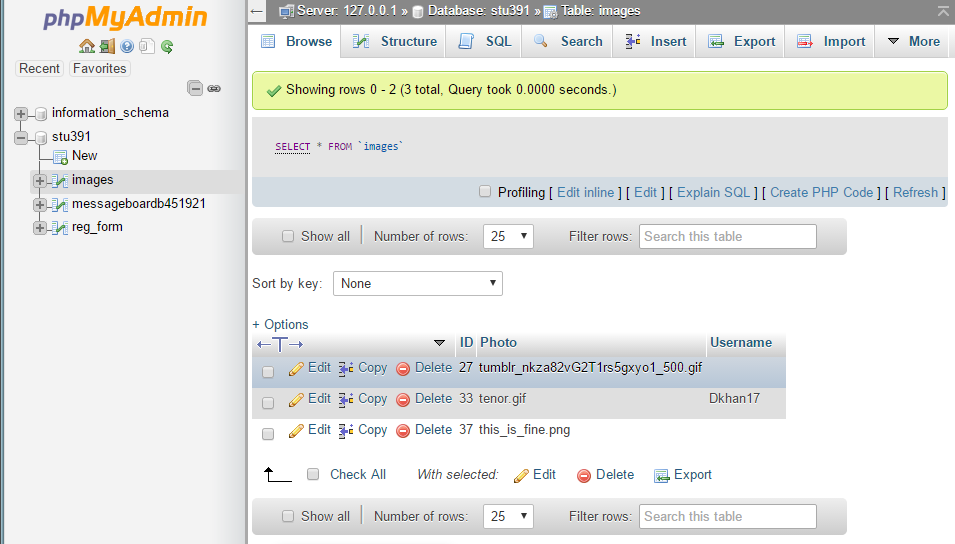 phpMyAdmin
Recent Favorites
information_schema
stu391
New
images
messageboardb451921
reg_form
Server: 127.0.0.1 » Database: stu391 » Table: images
Browse Structure SQL Search Insert Export Import More
Showing rows 0 - 2 (3 total, Query took 0.0000 seconds.)
SELECT * FROM `images`
Profiling [ Edit inline ] [ Edit ] [ Explain SQL ] [ Create PHP Code ] [ Refresh ]
Show all Number of rows: 25 Filter rows: Search this table
Sort by key: None
+ Options
ID Photo Username
Edit Copy Delete 27 tumblr_nkza82vG2T1rs5gxyo1_500.gif
Edit Copy Delete 33 tenor.gif Dkhan17
Edit Copy Delete 37 this_is_fine.png
Check All With selected: Edit Delete Export
Show all Number of rows: 25 Filter rows: Search this table